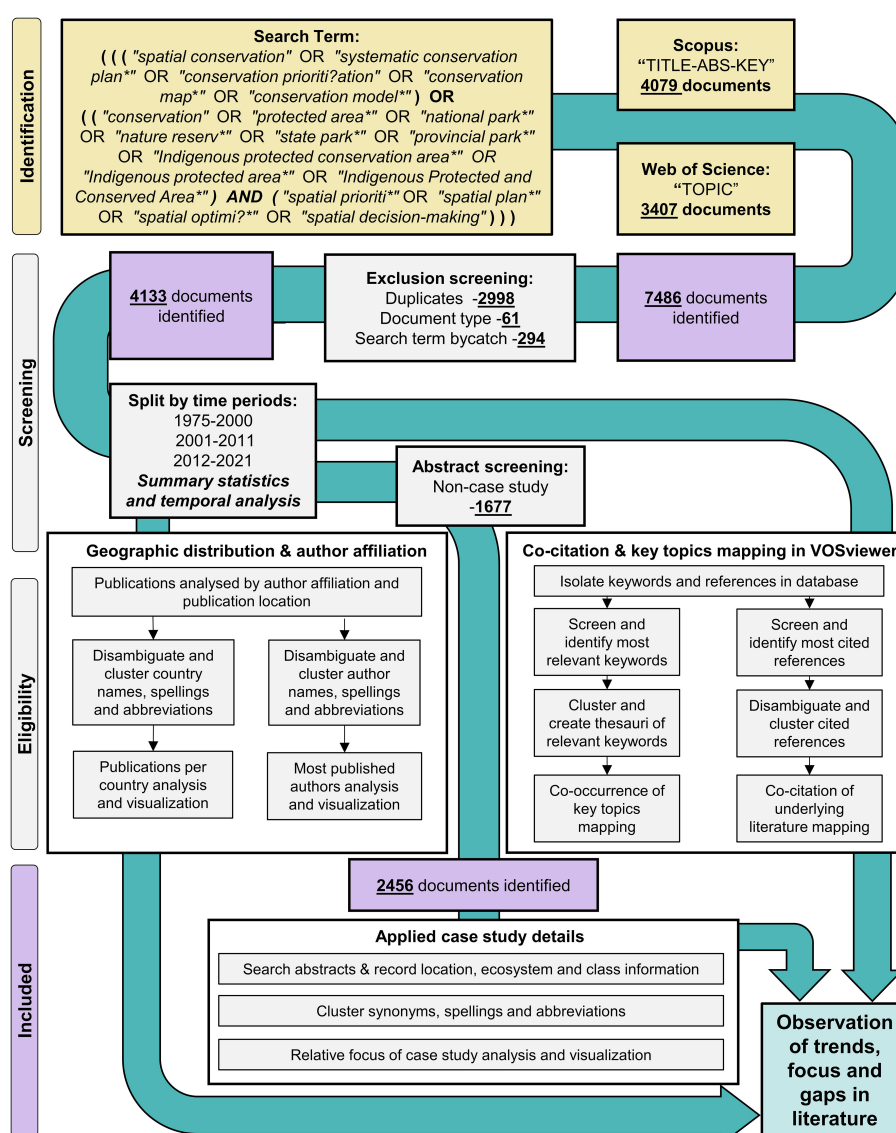 Identification
Search Term:
( ( ( "spatial conservation" OR "systematic conservation
plan*" OR "conservation prioriti?ation" OR "conservation
map*" OR "conservation model*" ) OR
( ( "conservation" OR "protected area*" OR "national park*"
OR "nature reserv*" OR "state park*" OR "provincial park*"
OR "Indigenous protected conservation area*" OR
"Indigenous protected area*" OR "Indigenous Protected and
Conserved Area*" ) AND ( "spatial prioriti*" OR "spatial plan*"
OR "spatial optimi?*" OR "spatial decision-making" ) ) )
Scopus:
“TITLE-ABS-KEY”
4079 documents
Web of Science:
“TOPIC”
3407 documents
Screening
4133 documents
identified
Exclusion screening:
Duplicates -2998
Document type -61
Search term bycatch -294
7486 documents
identified
Split by time periods:
1975-2000
2001-2011
2012-2021
Summary statistics
and temporal analysis
Abstract screening:
Non-case study
-1677
Eligibility
Geographic distribution & author affiliation
Publications analysed by author affiliation and
publication location
Disambiguate and
cluster country
names, spellings
and abbreviations
Disambiguate and
cluster author
names, spellings
and abbreviations
Publications per
country analysis
and visualization
Most published
authors analysis
and visualization
Co-citation & key topics mapping in VOSviewer
Isolate keywords and references in database
Screen and
identify most
relevant keywords
Screen and
identify most cited
references
Cluster and
create thesauri of
relevant keywords
Disambiguate and
cluster cited
references
Co-occurrence of
key topics
mapping
Co-citation of
underlying
literature mapping
Included
2456 documents identified
Applied case study details
Search abstracts & record location, ecosystem and class information
Cluster synonyms, spellings and abbreviations
Relative focus of case study analysis and visualization
Observation
of trends,
focus and
gaps in
literature